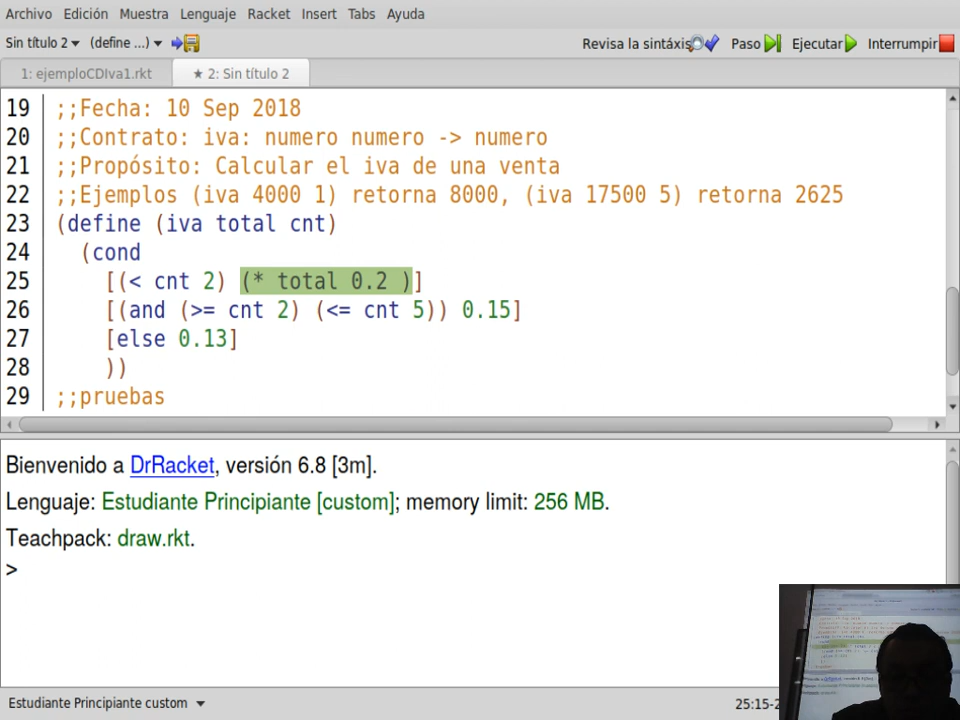 Archivo Edición Muestra Lenguaje Racket Insert Tabs Ayuda
Sin título 2 (define ...) Revisa la sintáxis Paso Ejecutar Interrumpir
1: ejemploCDIva1.rkt ★ 2: Sin título 2
19 ;;Fecha: 10 Sep 2018
20 ;;Contrato: iva: numero numero -> numero
21 ;;Propósito: Calcular el iva de una venta
22 ;;Ejemplos (iva 4000 1) retorna 8000, (iva 17500 5) retorna 2625
23 (define (iva total cnt)
24 (cond
25 [(< cnt 2) (* total 0.2 )]
26 [(and (>= cnt 2) (<= cnt 5)) 0.15]
27 [else 0.13]
28 ))
29 ;;pruebas
Bienvenido a DrRacket, versión 6.8 [3m].
Lenguaje: Estudiante Principiante [custom]; memory limit: 256 MB.
Teachpack: draw.rkt.
>
Estudiante Principiante custom 25:15-2